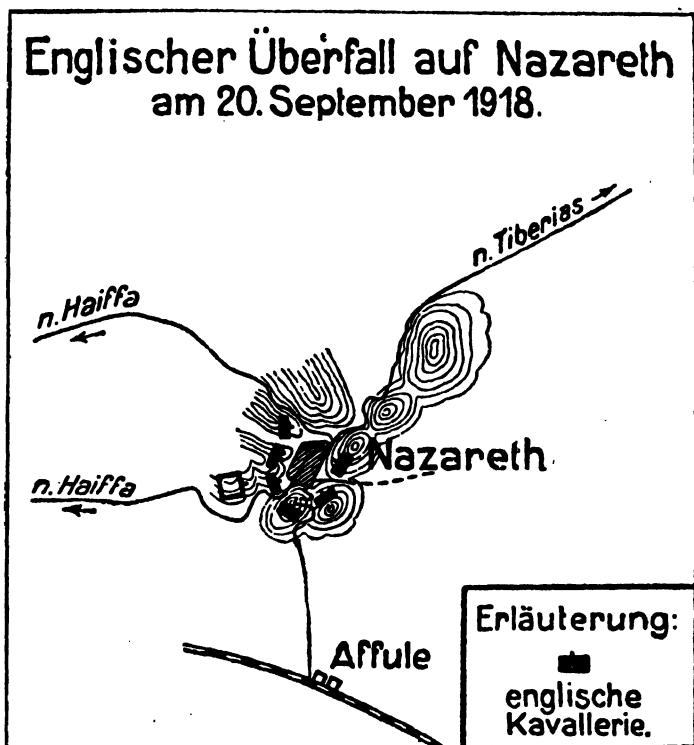 Englischer Überfall auf Nazareth
am 20. September 1918.
n. Tiberias
n. Haiffa
Nazareth
n. Haiffa
Affule
Erläuterung:
englische
Kavallerie.